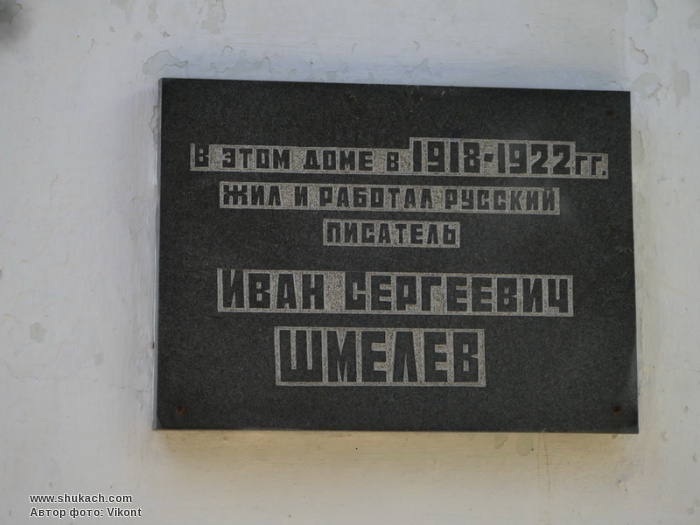 В ЭТОМ ДОМЕ В 1918-1922 ГГ.
ЖИЛ И РАБОТАЛ РУССКИЙ
ПИСАТЕЛЬ
ИВАН СЕРГЕЕВИЧ
ШМЕЛЕВ
www.shukach.com
Автор фото: Vikont